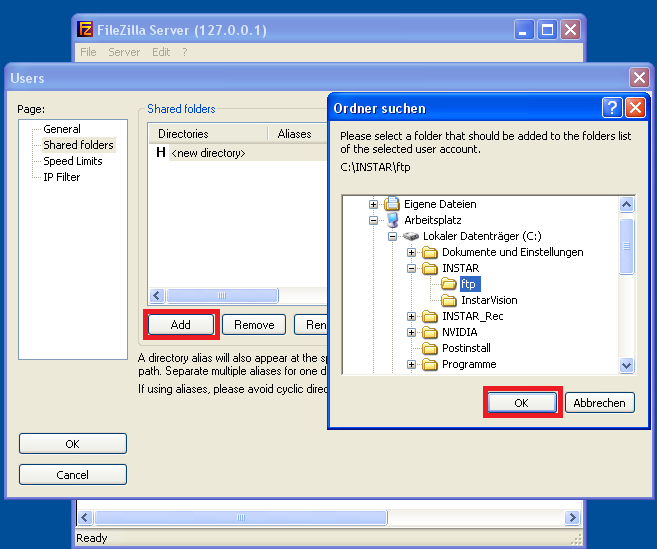 FileZilla Server (127.0.0.1)
File Server Edit ?
Users
Page:
General
Shared folders
Speed Limits
IP Filter
Shared folders
Directories Aliases
H <new directory>
Add Remove Ren
A directory alias will also appear at the sp
path. Separate multiple aliases for one d
If using aliases, please avoid cyclic direc
OK
Cancel
Ordner suchen
Please select a folder that should be added to the folders list
of the selected user account.
C:\INSTAR\ftp
Eigene Dateien
Arbeitsplatz
Lokaler Datenträger (C:)
Dokumente und Einstellungen
INSTAR
ftp
InstarVision
INSTAR_Rec
NVIDIA
Postinstall
Programme
OK Abbrechen
Ready